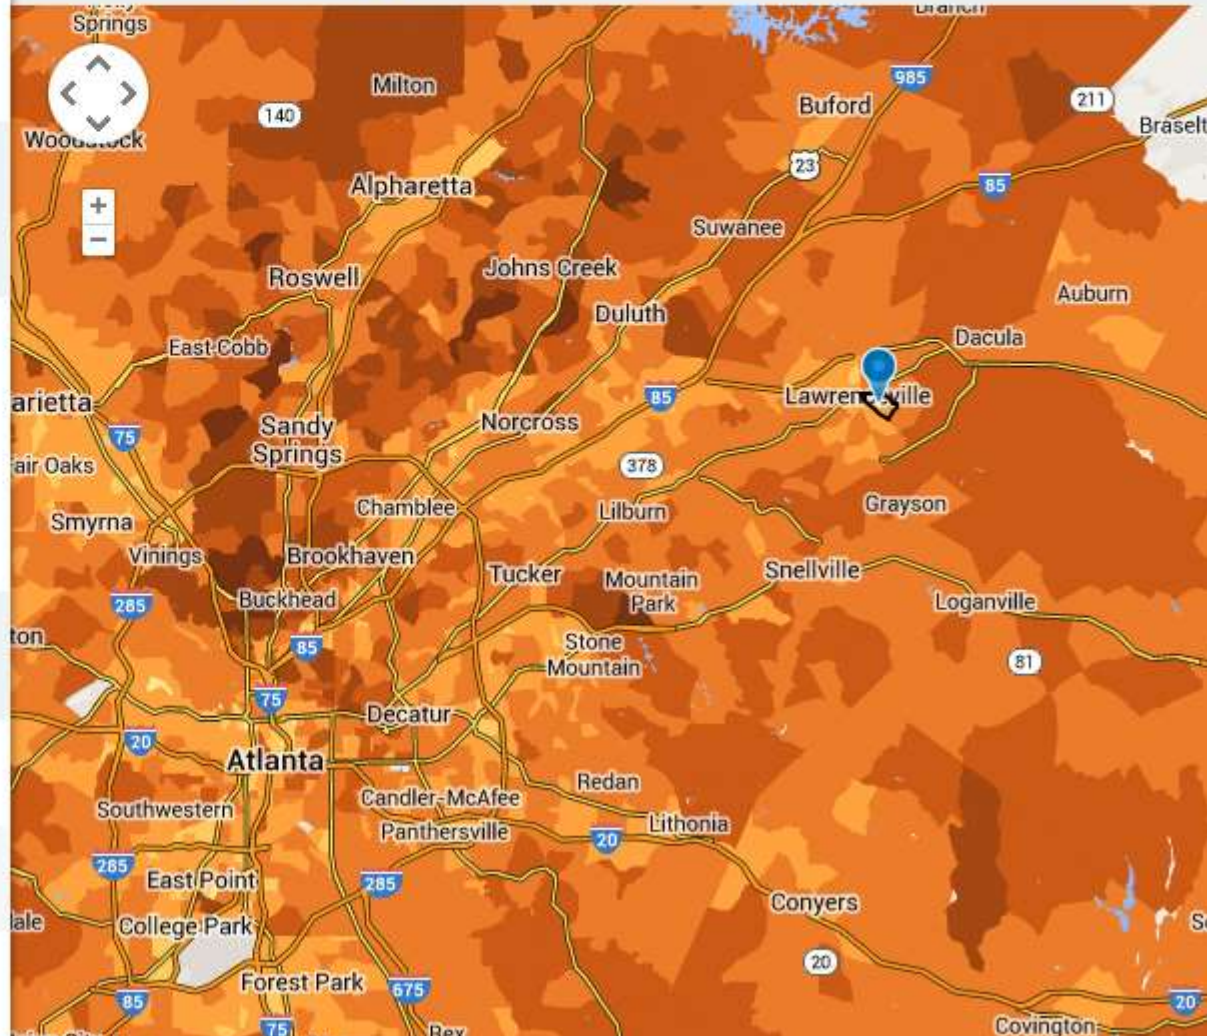 Springs
Branch
985
Milton
Buford
211
140
Woodstock
Braselt
23
85
Alpharetta
+
Suwanee
−
Johns Creek
Roswell
Auburn
Duluth
Dacula
East Cobb
85
Lawrenceville
arietta
Norcross
75
Sandy
Springs
378
air Oaks
Grayson
Chamblee
Lilburn
Smyrna
Vinings
Brookhaven
Snellville
Tucker
Mountain
Park
285
Buckhead
Loganville
ton
85
Stone
Mountain
81
75
Decatur
20
Atlanta
Redan
Candler-McAfee
Southwestern
Lithonia
Panthersville
20
285
East Point
285
Conyers
College Park
ale
20
Forest Park
675
85
20
75
Covington
Rex